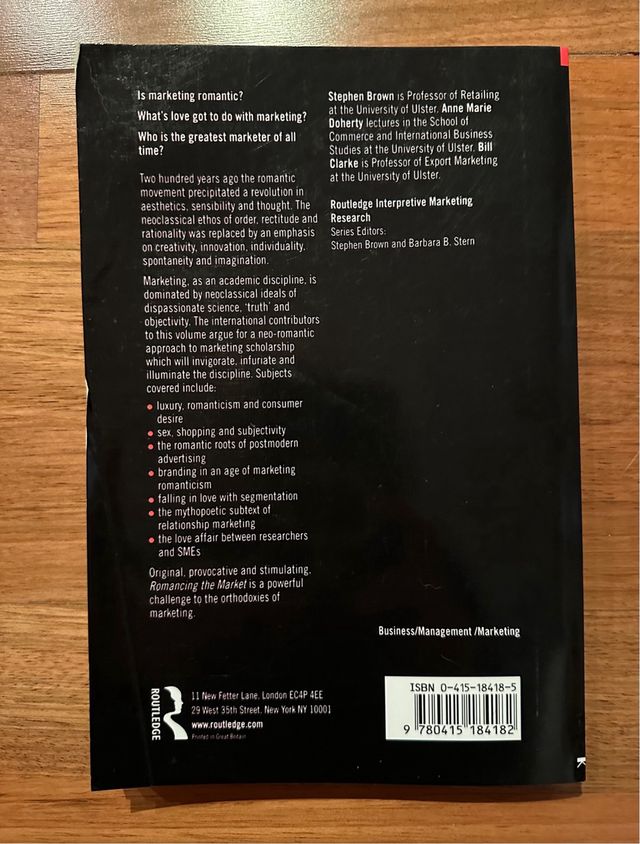 Is marketing romantic?
What's love got to do with marketing?
Who is the greatest marketer of all
time?
Two hundred years ago the romantic
movement precipitated a revolution in
aesthetics, sensibility and thought. The
neoclassical ethos of order, rectitude and
rationality was replaced by an emphasis
on creativity, innovation, individuality,
spontaneity and imagination.
Marketing, as an academic discipline, is
dominated by neoclassical ideals of
dispassionate science, 'truth' and
objectivity. The international contributors
to this volume argue for a neo-romantic
approach to marketing scholarship
which will invigorate, infuriate and
illuminate the discipline. Subjects
covered include:
• luxury, romanticism and consumer
desire
• sex, shopping and subjectivity
• the romantic roots of postmodern
advertising
• branding in an age of marketing
romanticism
• falling in love with segmentation
• the mythopoetic subtext of
relationship marketing
• the love affair between researchers
and SMEs
Original, provocative and stimulating,
Romancing the Market is a powerful
challenge to the orthodoxies of
marketing.
Stephen Brown is Professor of Retailing
at the University of Ulster. Anne Marie
Doherty lectures in the School of
Commerce and International Business
Studies at the University of Ulster. Bill
Clarke is Professor of Export Marketing
at the University of Ulster.
Routledge Interpretive Marketing
Research
Series Editors:
Stephen Brown and Barbara B. Stern
Business/Management /Marketing
ROUTLEDGE
11 New Fetter Lane, London EC4P 4EE
29 West 35th Street, New York NY 10001
www.routledge.com
Printed in Great Britain
ISBN 0-415-18418-5
9 780415 184182
K